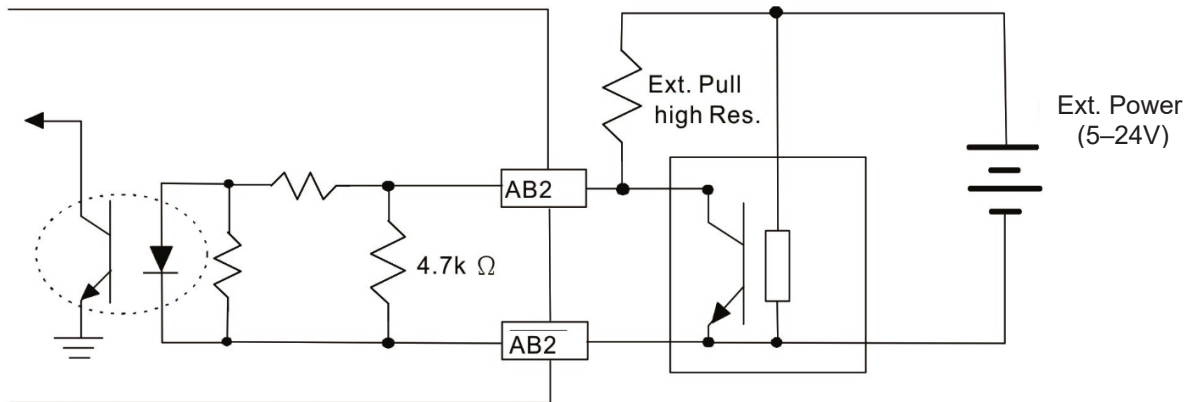 Ext. Pull
high Res.
Ext. Power
(5–24V)
AB2
4.7k Ω
AB2